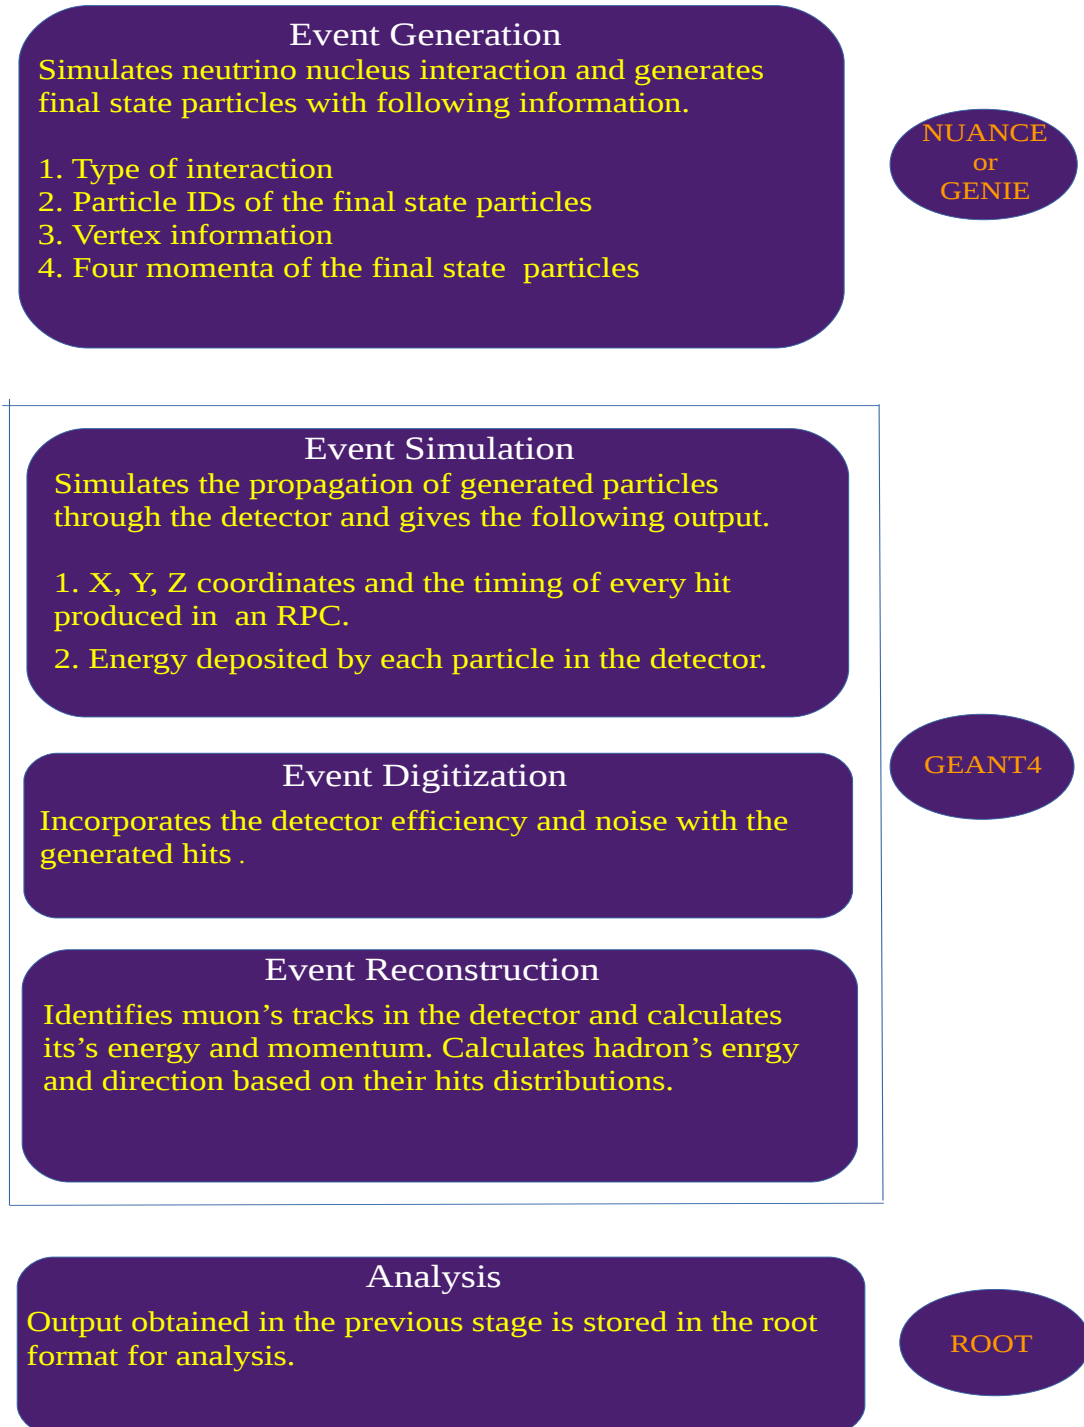 Event Generation
Simulates neutrino nucleus interaction and generates
final state particles with following information.
1. Type of interaction
2. Particle IDs of the final state particles
3. Vertex information
4. Four momenta of the final state  particles
NUANCE
or
GENIE
Event Simulation
Simulates the propagation of generated particles
through the detector and gives the following output.
1. X, Y, Z coordinates and the timing of every hit
produced in  an RPC.
2. Energy deposited by each particle in the detector.
Event Digitization
Incorporates the detector efficiency and noise with the
generated hits .
GEANT4
Event Reconstruction
Identifies muon’s tracks in the detector and calculates
its’s energy and momentum. Calculates hadron’s enrgy
and direction based on their hits distributions.
Analysis
Output obtained in the previous stage is stored in the root
format for analysis.
ROOT